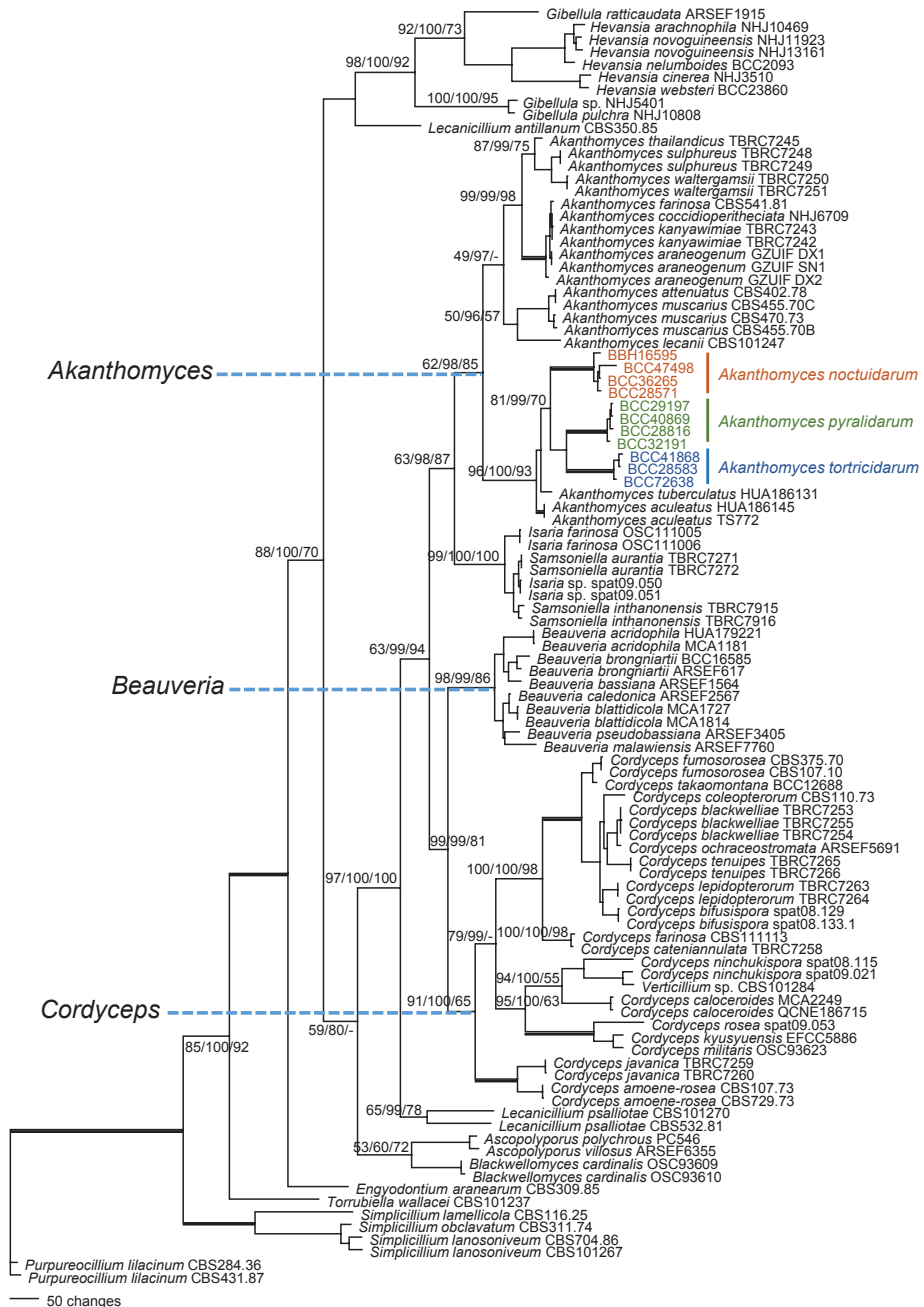 Gibellula ratticaudata ARSEF1915
Hevansia arachnophila NHJ10469
92/100/73
Hevansia novoguineensis NHJ11923
Hevansia novoguineensis NHJ13161
Hevansia nelumboides BCC2093
98/100/92
Hevansia cinerea NHJ3510
Hevansia websteri BCC23860
100/100/95
Gibellula sp. NHJ5401
Gibellula pulchra NHJ10808
Lecanicillium antillanum CBS350.85
87/99/75
Akanthomyces thailandicus TBRC7245
Akanthomyces sulphureus TBRC7248
Akanthomyces sulphureus TBRC7249
Akanthomyces waltergamsii TBRC7250
Akanthomyces waltergamsii TBRC7251
99/99/98
Akanthomyces farinosa CBS541.81
Akanthomyces coccidioperitheciata NHJ6709
Akanthomyces kanyawimiae TBRC7243
Akanthomyces kanyawimiae TBRC7242
49/97/-
Akanthomyces araneogenum GZUIF DX1
Akanthomyces araneogenum GZUIF SN1
Akanthomyces araneogenum GZUIF DX2
Akanthomyces attenuatus CBS402.78
Akanthomyces muscarius CBS455.70C
50/96/57
Akanthomyces muscarius CBS470.73
Akanthomyces muscarius CBS455.70B
Akanthomyces lecanii CBS101247
BBH16595
62/98/85
Akanthomyces
BCC47498
Akanthomyces noctuidarum
BCC36265
BCC28571
81/99/70
BCC29197
BCC40869
Akanthomyces pyralidarum
BCC28816
BCC32191
BCC41868
63/98/87
96/100/93
BCC28583
Akanthomyces tortricidarum
BCC72638
Akanthomyces tuberculatus HUA186131
Akanthomyces aculeatus HUA186145
Akanthomyces aculeatus TS772
Isaria farinosa OSC111005
Isaria farinosa OSC111006
88/100/70
99/100/100
Samsoniella aurantia TBRC7271
Samsoniella aurantia TBRC7272
Isaria sp. spat09.050
Isaria sp. spat09.051
Samsoniella inthanonensis TBRC7915
Samsoniella inthanonensis TBRC7916
Beauveria acridophila HUA179221
63/99/94
Beauveria acridophila MCA1181
Beauveria brongniartii BCC16585
98/99/86
Beauveria brongniartii ARSEF617
Beauveria
Beauveria bassiana ARSEF1564
Beauveria caledonica ARSEF2567
Beauveria blattidicola MCA1727
Beauveria blattidicola MCA1814
Beauveria pseudobassiana ARSEF3405
Beauveria malawiensis ARSEF7760
Cordyceps fumosorosea CBS375.70
Cordyceps fumosorosea CBS107.10
Cordyceps takaomontana BCC12688
Cordyceps coleopterorum CBS110.73
Cordyceps blackwelliae TBRC7253
Cordyceps blackwelliae TBRC7255
99/99/81
Cordyceps blackwelliae TBRC7254
Cordyceps ochraceostromata ARSEF5691
Cordyceps tenuipes TBRC7265
100/100/98
Cordyceps tenuipes TBRC7266
97/100/100
Cordyceps lepidopterorum TBRC7263
Cordyceps lepidopterorum TBRC7264
Cordyceps bifusispora spat08.129
Cordyceps bifusispora spat08.133.1
100/100/98
79/99/-
Cordyceps farinosa CBS111113
Cordyceps cateniannulata TBRC7258
Cordyceps ninchukispora spat08.115
94/100/55
Cordyceps ninchukispora spat09.021
Verticillium sp. CBS101284
91/100/65
95/100/63
Cordyceps caloceroides MCA2249
Cordyceps
Cordyceps caloceroides QCNE186715
Cordyceps rosea spat09.053
59/80/-
Cordyceps kyusyuensis EFCC5886
85/100/92
Cordyceps militaris OSC93623
Cordyceps javanica TBRC7259
Cordyceps javanica TBRC7260
Cordyceps amoene-rosea CBS107.73
Cordyceps amoene-rosea CBS729.73
65/99/78
Lecanicillium psalliotae CBS101270
Lecanicillium psalliotae CBS532.81
53/60/72
Ascopolyporus polychrous PC546
Ascopolyporus villosus ARSEF6355
Blackwellomyces cardinalis OSC93609
Blackwellomyces cardinalis OSC93610
Engyodontium aranearum CBS309.85
Torrubiella wallacei CBS101237
Simplicillium lamellicola CBS116.25
Simplicillium obclavatum CBS311.74
Simplicillium lanosoniveum CBS704.86
Simplicillium lanosoniveum CBS101267
Purpureocillium lilacinum CBS284.36
Purpureocillium lilacinum CBS431.87
50 changes